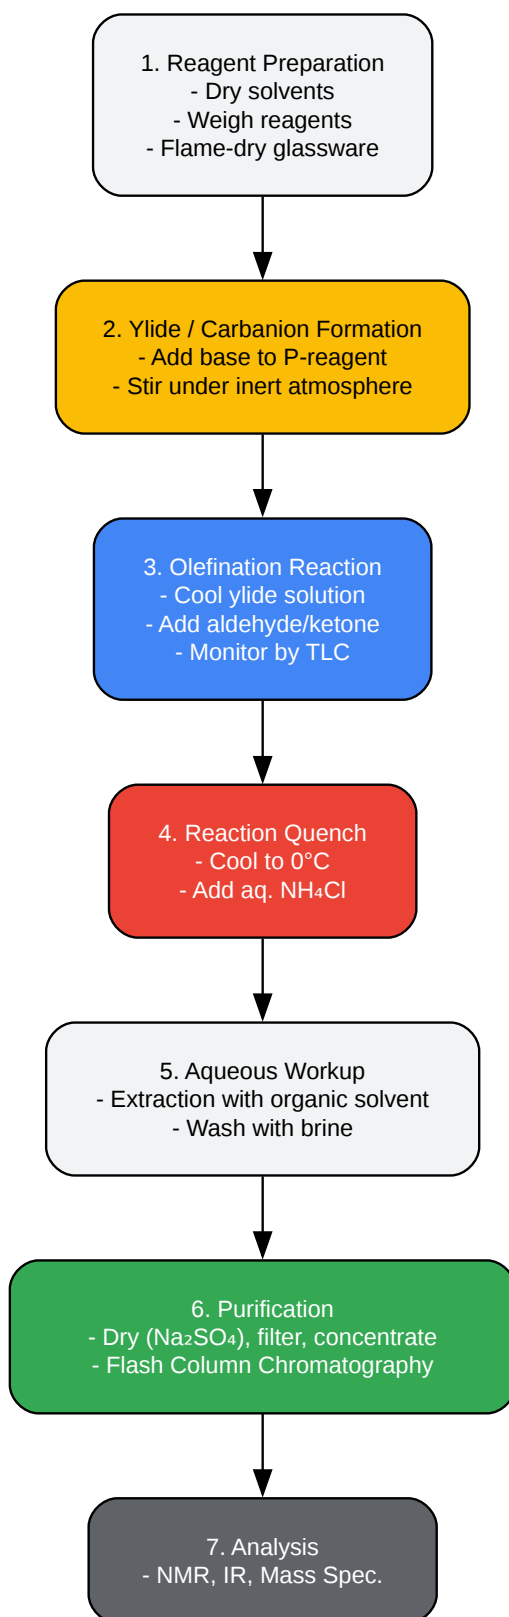 1. Reagent Preparation
- Dry solvents
- Weigh reagents
- Flame-dry glassware
2. Ylide / Carbanion Formation
- Add base to P-reagent
- Stir under inert atmosphere
3. Olefination Reaction
- Cool ylide solution
- Add aldehyde/ketone
- Monitor by TLC
4. Reaction Quench
- Cool to 0°C
- Add aq. NH₄Cl
5. Aqueous Workup
- Extraction with organic solvent
- Wash with brine
6. Purification
- Dry (Na₂SO₄), filter, concentrate
- Flash Column Chromatography
7. Analysis
- NMR, IR, Mass Spec.